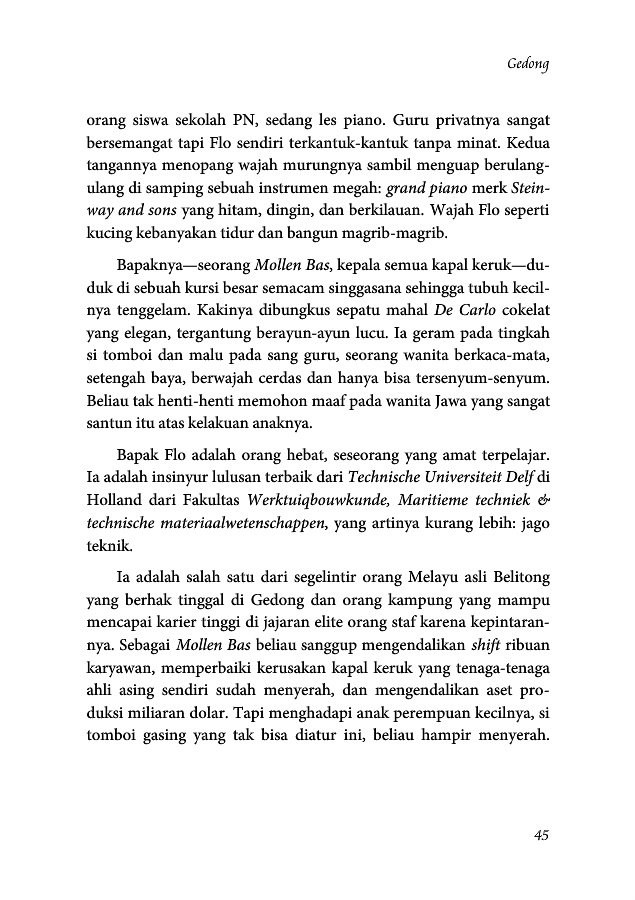 Gedong
orang siswa sekolah PN, sedang les piano. Guru privatnya sangat
bersemangat tapi Flo sendiri terkantuk-kantuk tanpa minat. Kedua
tangannya menopang wajah murungnya sambil menguap berulang-
ulang di samping sebuah instrumen megah: grand piano merk Stein-
way and sons yang hitam, dingin, dan berkilauan. Wajah Flo seperti
kucing kebanyakan tidur dan bangun magrib-magrib.
Bapaknya—seorang Mollen Bas, kepala semua kapal keruk—du-
duk di sebuah kursi besar semacam singgasana sehingga tubuh kecil-
nya tenggelam. Kakinya dibungkus sepatu mahal De Carlo cokelat
yang elegan, tergantung berayun-ayun lucu. Ia geram pada tingkah
si tomboi dan malu pada sang guru, seorang wanita berkaca-mata,
setengah baya, berwajah cerdas dan hanya bisa tersenyum-senyum.
Beliau tak henti-henti memohon maaf pada wanita Jawa yang sangat
santun itu atas kelakuan anaknya.
Bapak Flo adalah orang hebat, seseorang yang amat terpelajar.
Ia adalah insinyur lulusan terbaik dari Technische Universiteit Delf di
Holland dari Fakultas Werktuiqbouwkunde, Maritieme techniek &
technische materiaalwetenschappen, yang artinya kurang lebih: jago
teknik.
Ia adalah salah satu dari segelintir orang Melayu asli Belitong
yang berhak tinggal di Gedong dan orang kampung yang mampu
mencapai karier tinggi di jajaran elite orang staf karena kepintaran-
nya. Sebagai Mollen Bas beliau sanggup mengendalikan shift ribuan
karyawan, memperbaiki kerusakan kapal keruk yang tenaga-tenaga
ahli asing sendiri sudah menyerah, dan mengendalikan aset pro-
duksi miliaran dolar. Tapi menghadapi anak perempuan kecilnya, si
tomboi gasing yang tak bisa diatur ini, beliau hampir menyerah.
45